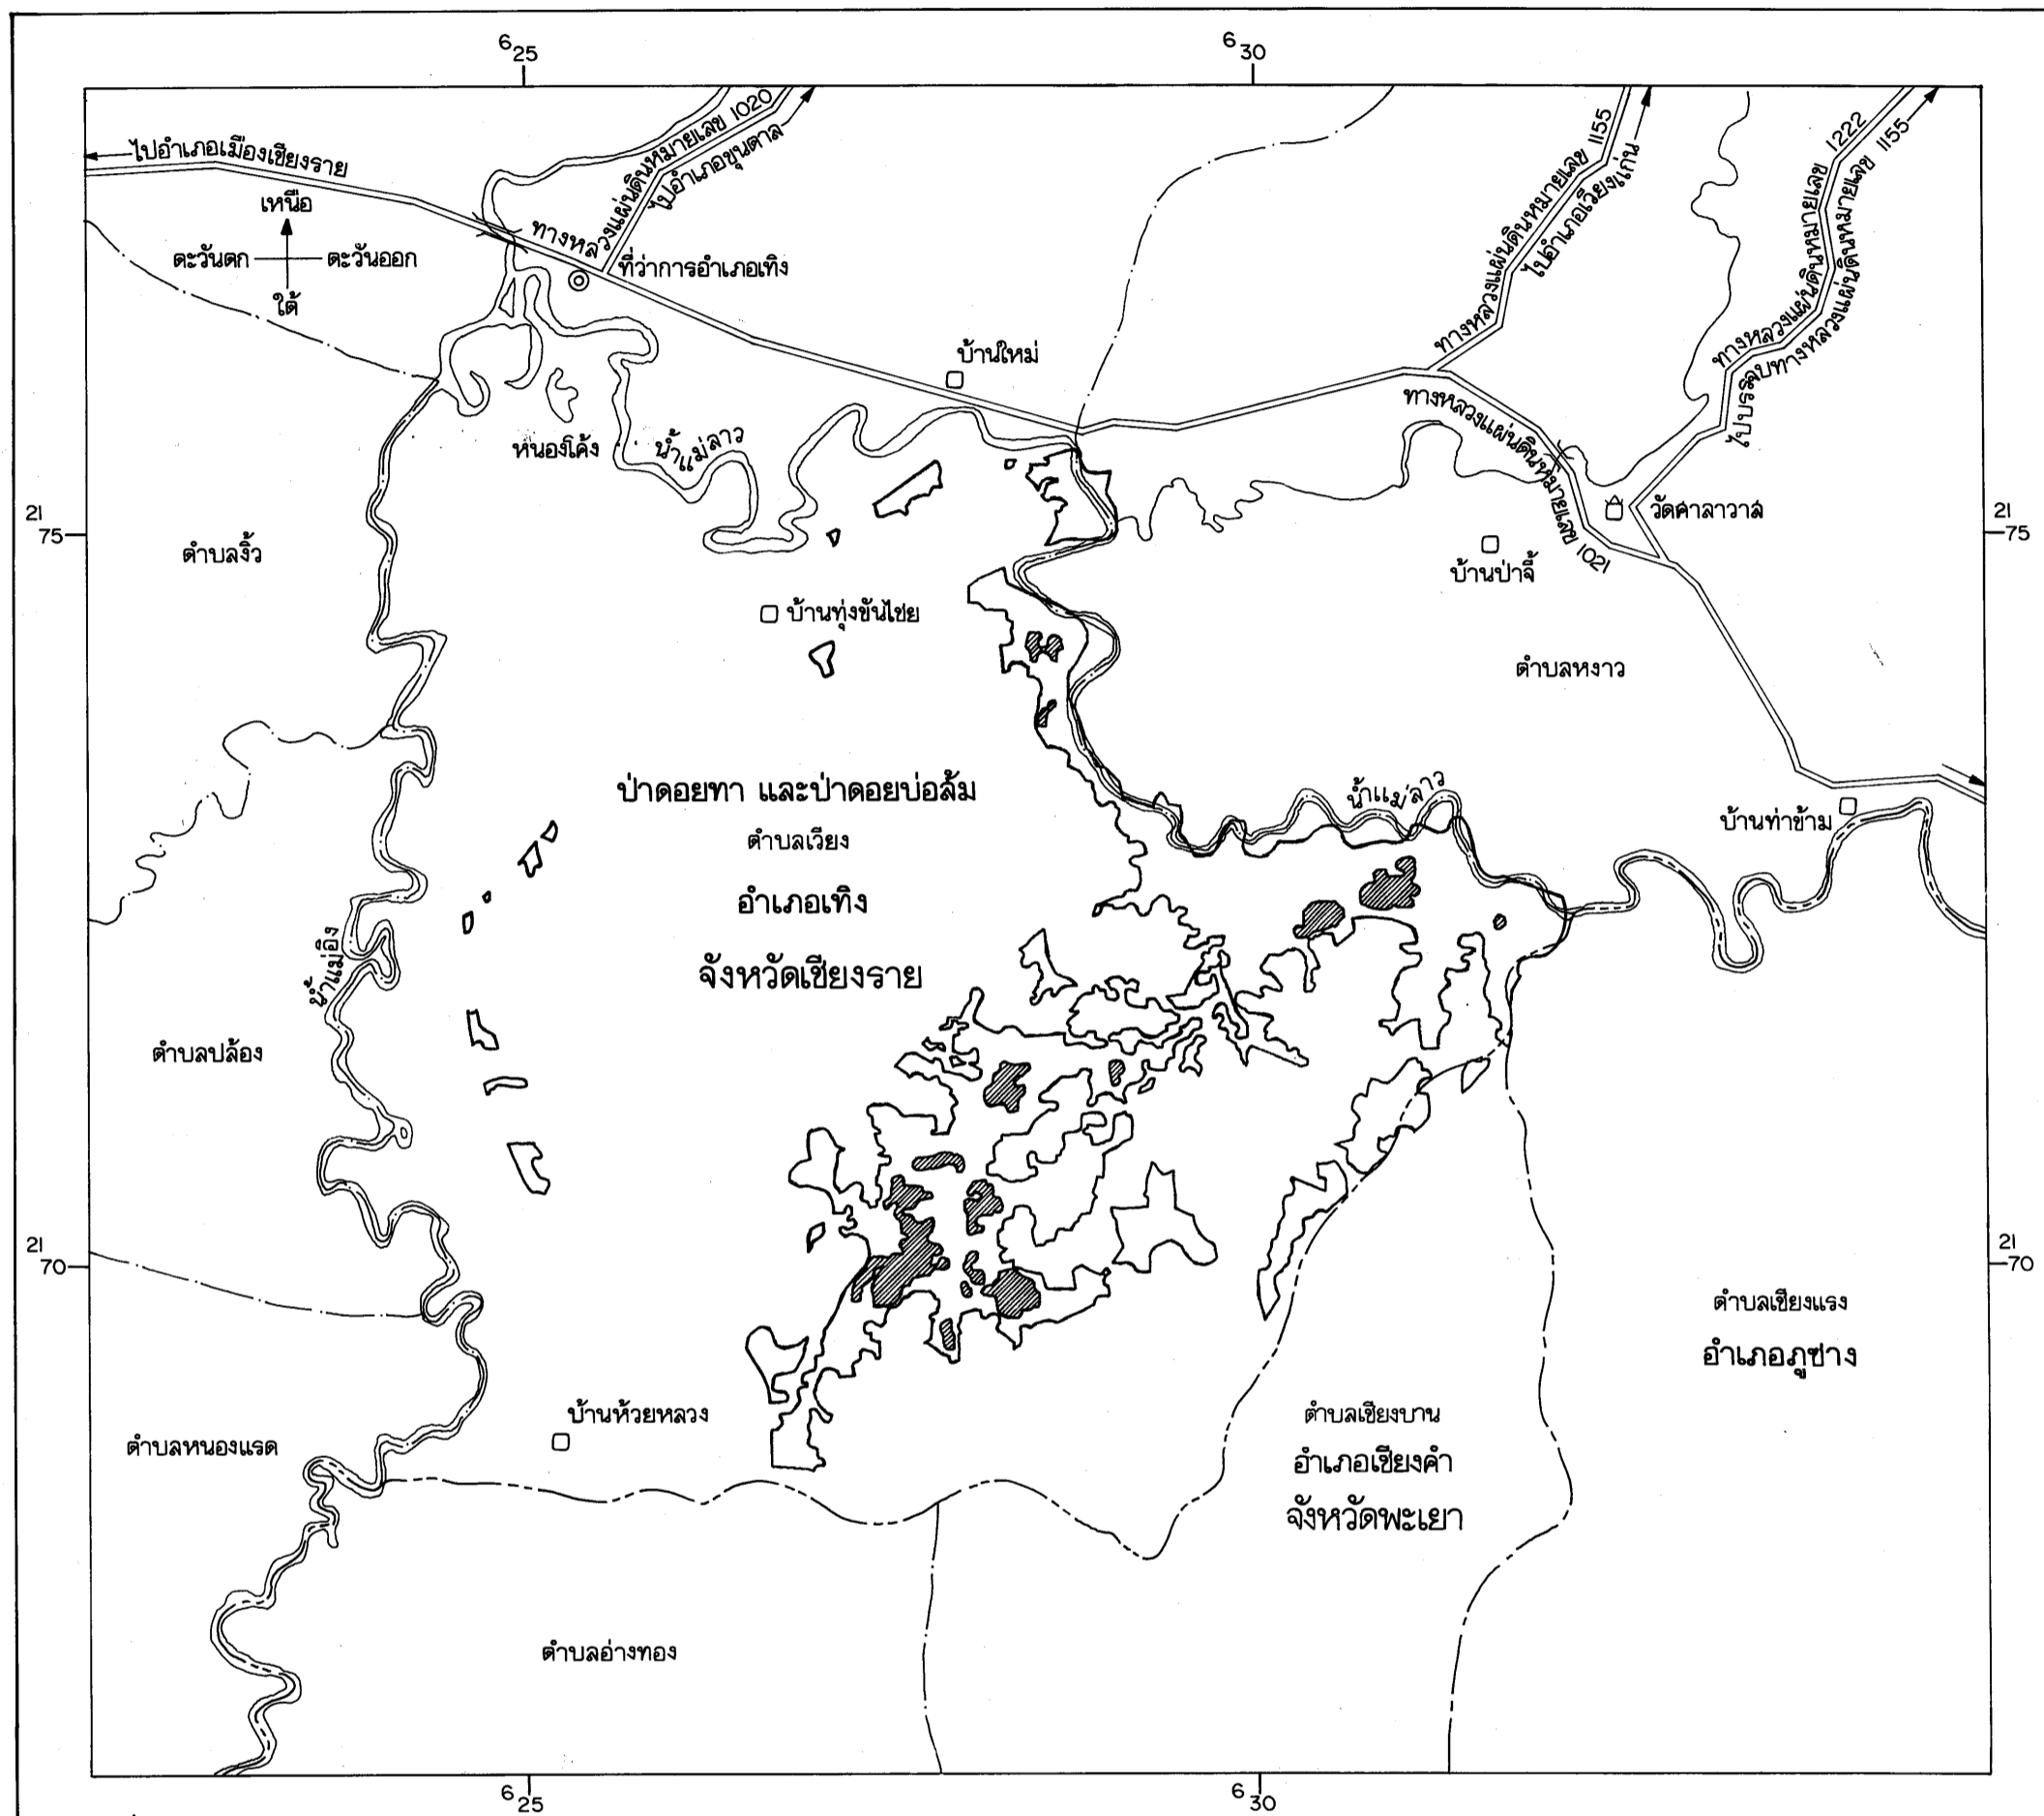 6 25
6 30
ไปอำเภอเมืองเชียงราย
ทางหลวงแผ่นดินหมายเลข 1020
ไปอำเภอขุนตาล
ทางหลวงแผ่นดินหมายเลข 1155
ไปอำเภอเวียงแก่น
ทางหลวงแผ่นดินหมายเลข 1222
ไปบรรจบทางหลวงแผ่นดินหมายเลข 1155
เหนือ
ตะวันตก
ตะวันออก
ใต้
ที่ว่าการอำเภอเทิง
บ้านใหม่
ทางหลวงแผ่นดินหมายเลข 1021
หนองโค้ง
น้ำแม่ลาว
วัดศาลาวาส
21
75
21
75
ตำบลงิ้ว
บ้านป่าจี้
บ้านทุ่งขันไชย
ตำบลหงาว
ป่าดอยทา และป่าดอยบ่อส้ม
ตำบลเวียง
อำเภอเทิง
จังหวัดเชียงราย
น้ำแม่ลาว
บ้านท่าข้าม
น้ำแม่อิง
ตำบลปล้อง
21
70
21
70
ตำบลเชียงแรง
อำเภอภูซาง
บ้านห้วยหลวง
ตำบลเชียงบาน
อำเภอเชียงคำ
จังหวัดพะเยา
ตำบลหนองแรด
ตำบลอ่างทอง
6 25
6 30